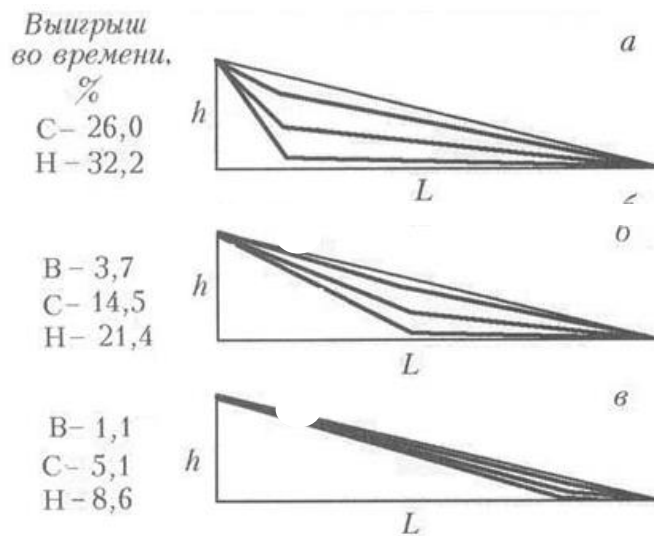 Выигрыш
во времени,
%
С– 26,0
Н– 32,2
а
h
L
В– 3,7
С– 14,5
Н– 21,4
б
h
L
В– 1,1
С– 5,1
Н– 8,6
в
h
L